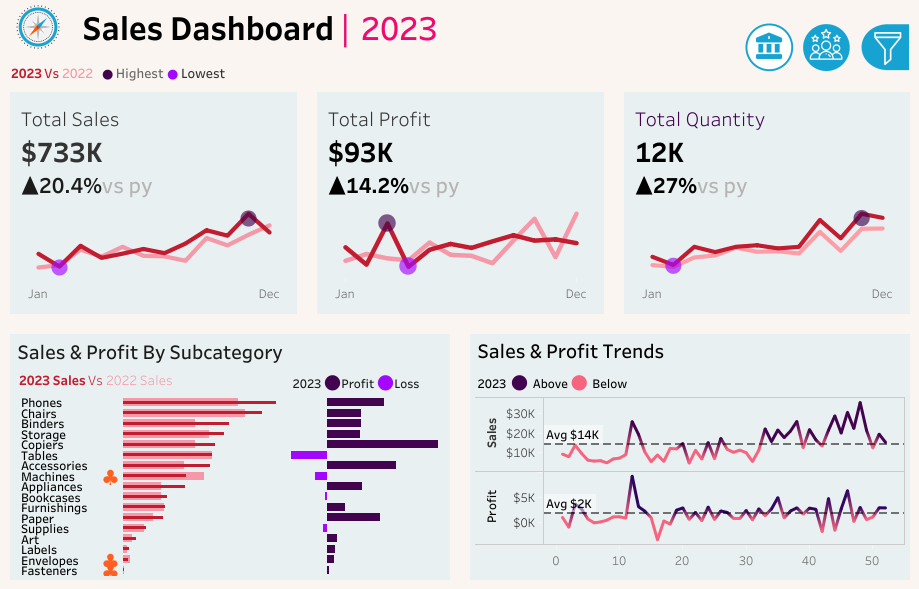 Sales Dashboard | 2023
2023 Vs 2022 Highest Lowest
Total Sales
$733K
▲20.4% vs py
Jan Dec
Total Profit
$93K
▲14.2% vs py
Jan Dec
Total Quantity
12K
▲27% vs py
Jan Dec
Sales & Profit By Subcategory
2023 Sales Vs 2022 Sales
2023 Profit Loss
Phones
Chairs
Binders
Storage
Copiers
Tables
Accessories
Machines
Appliances
Bookcases
Furnishings
Paper
Supplies
Art
Labels
Envelopes
Fasteners
Sales & Profit Trends
2023 Above Below
Sales
$30K
$20K
$10K
Avg $14K
Profit
$5K
$0K
Avg $2K
0 10 20 30 40 50